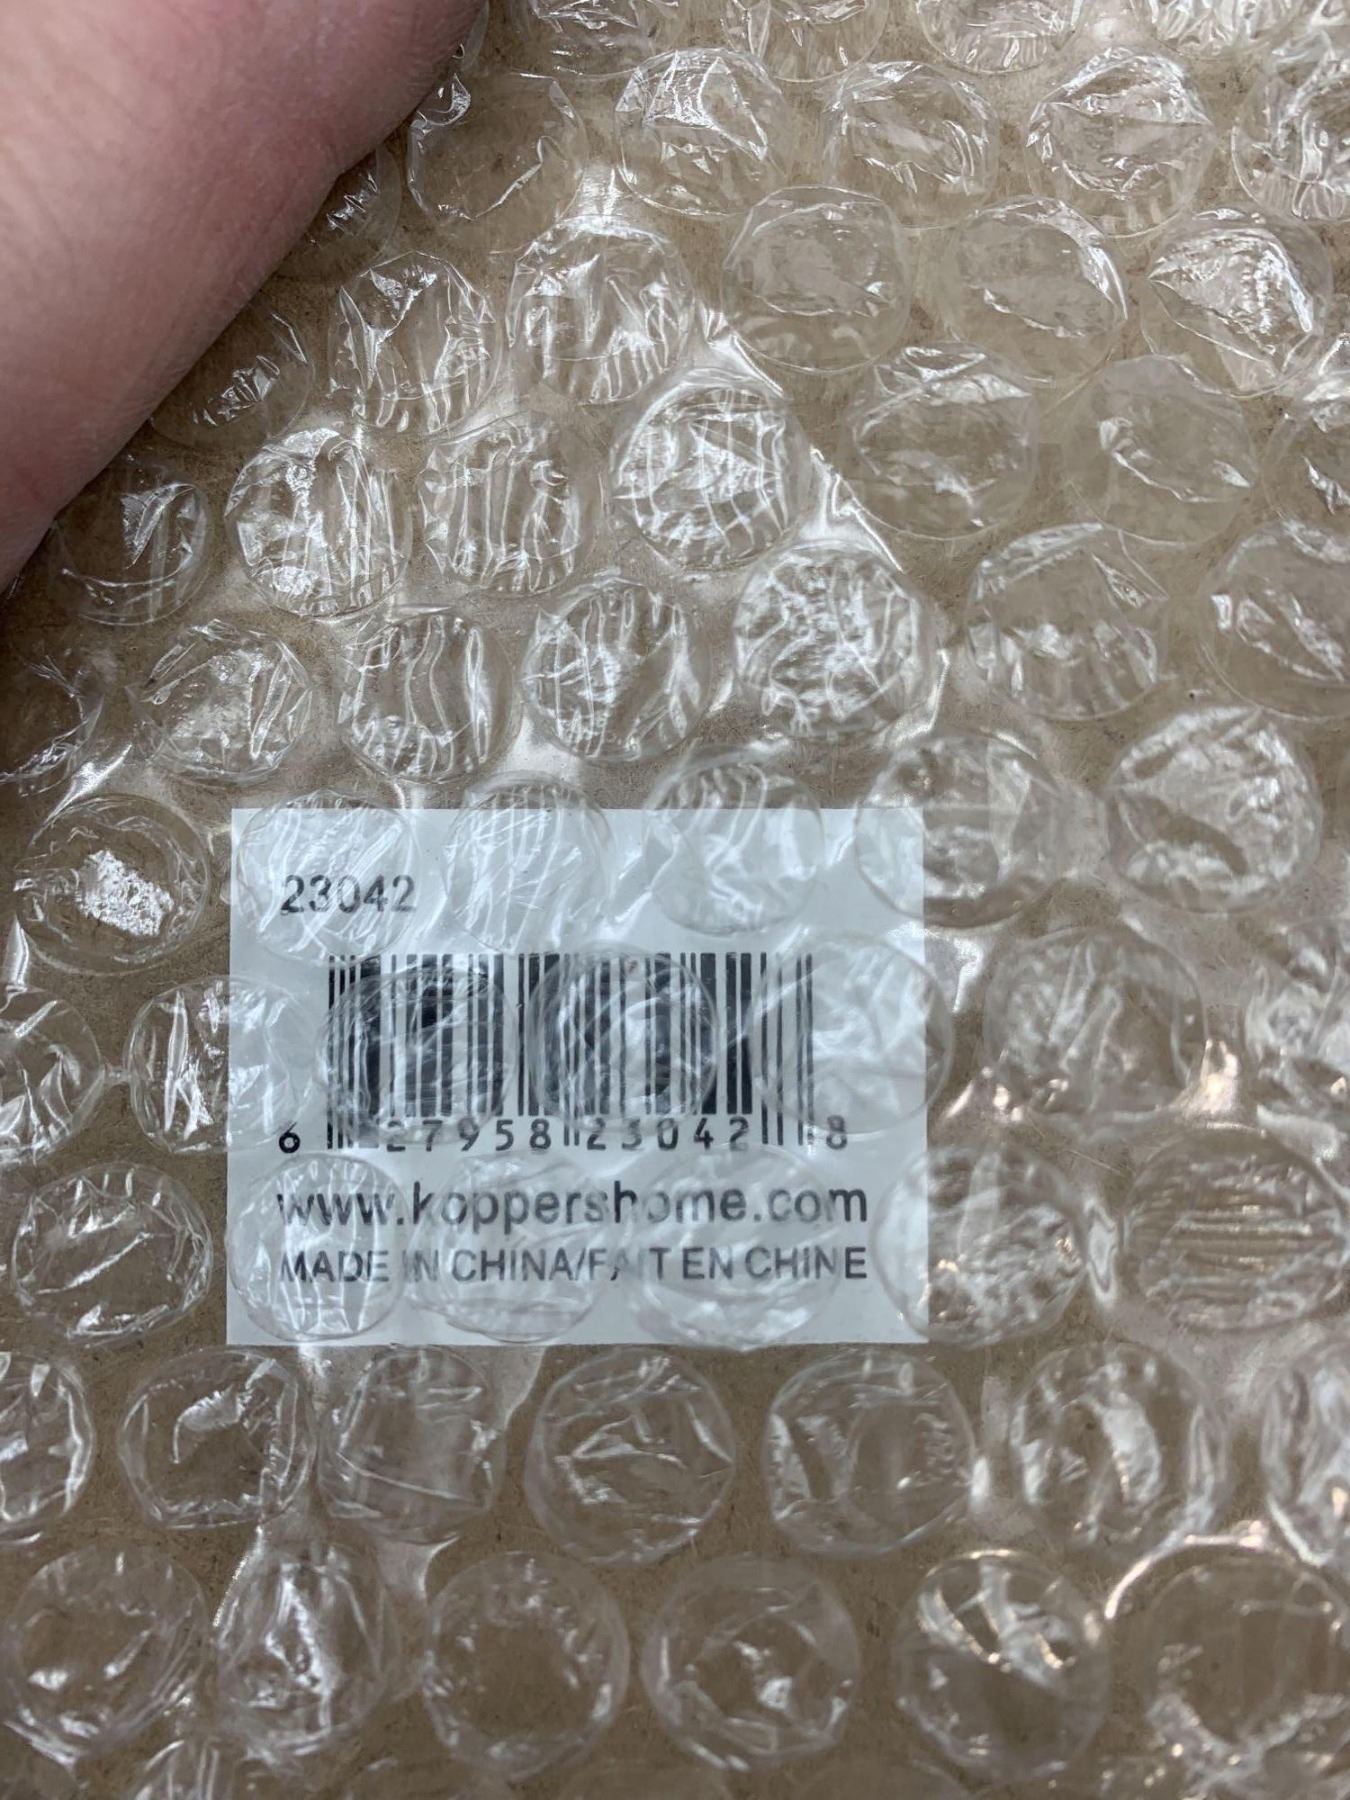 23042
6 27958 23042 8
www.koppershome.com
MADE IN CHINA/FAIT EN CHINE